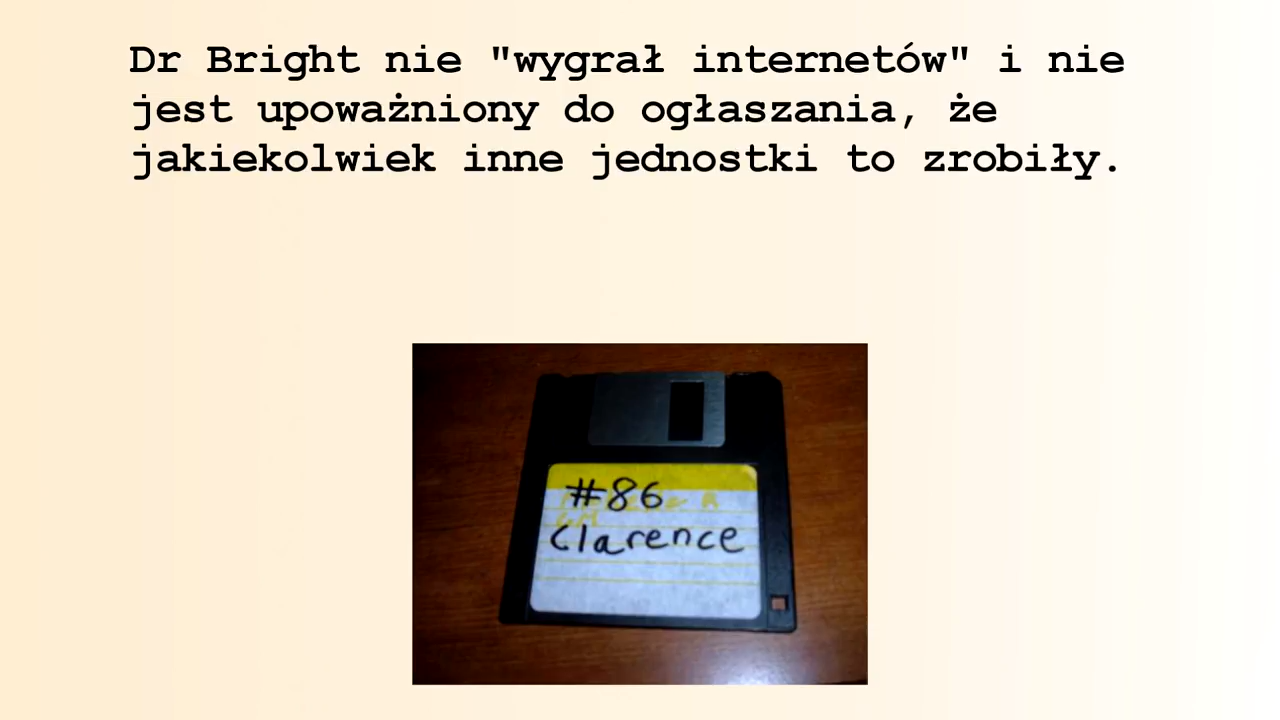 Dr Bright nie "wygrał internetów" i nie
jest upoważniony do ogłaszania, że
jakiekolwiek inne jednostki to zrobiły.
#86
Clarence